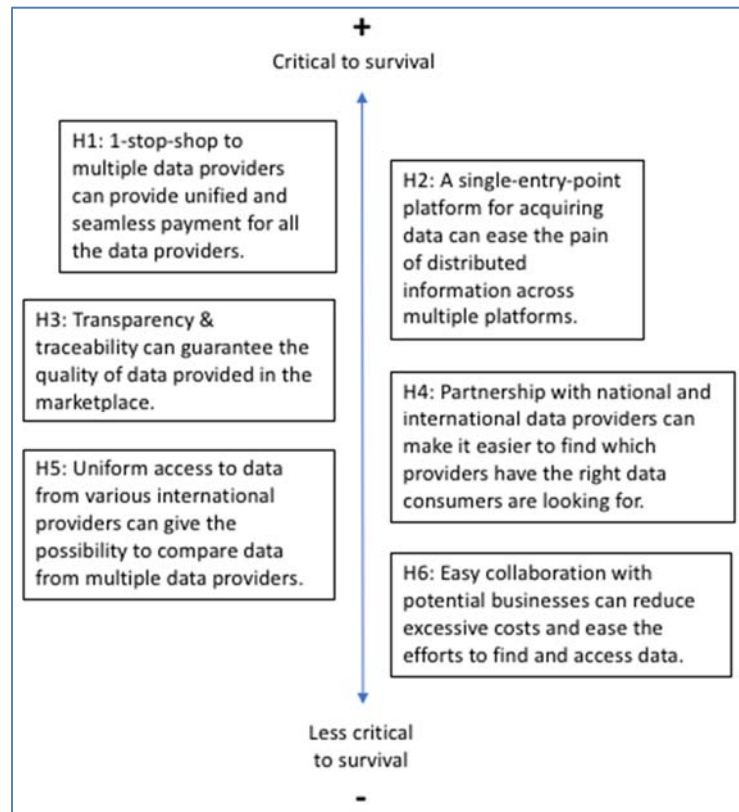 +
Critical to survival
H1: 1-stop-shop to
multiple data providers
can provide unified and
seamless payment for all
the data providers.
H2: A single-entry-point
platform for acquiring
data can ease the pain
of distributed
information across
multiple platforms.
H3: Transparency &
traceability can guarantee the
quality of data provided in the
marketplace.
H4: Partnership with national and
international data providers can
make it easier to find which
providers have the right data
consumers are looking for.
H5: Uniform access to data
from various international
providers can give the
possibility to compare data
from multiple data providers.
H6: Easy collaboration with
potential businesses can reduce
excessive costs and ease the
efforts to find and access data.
Less critical
to survival
-